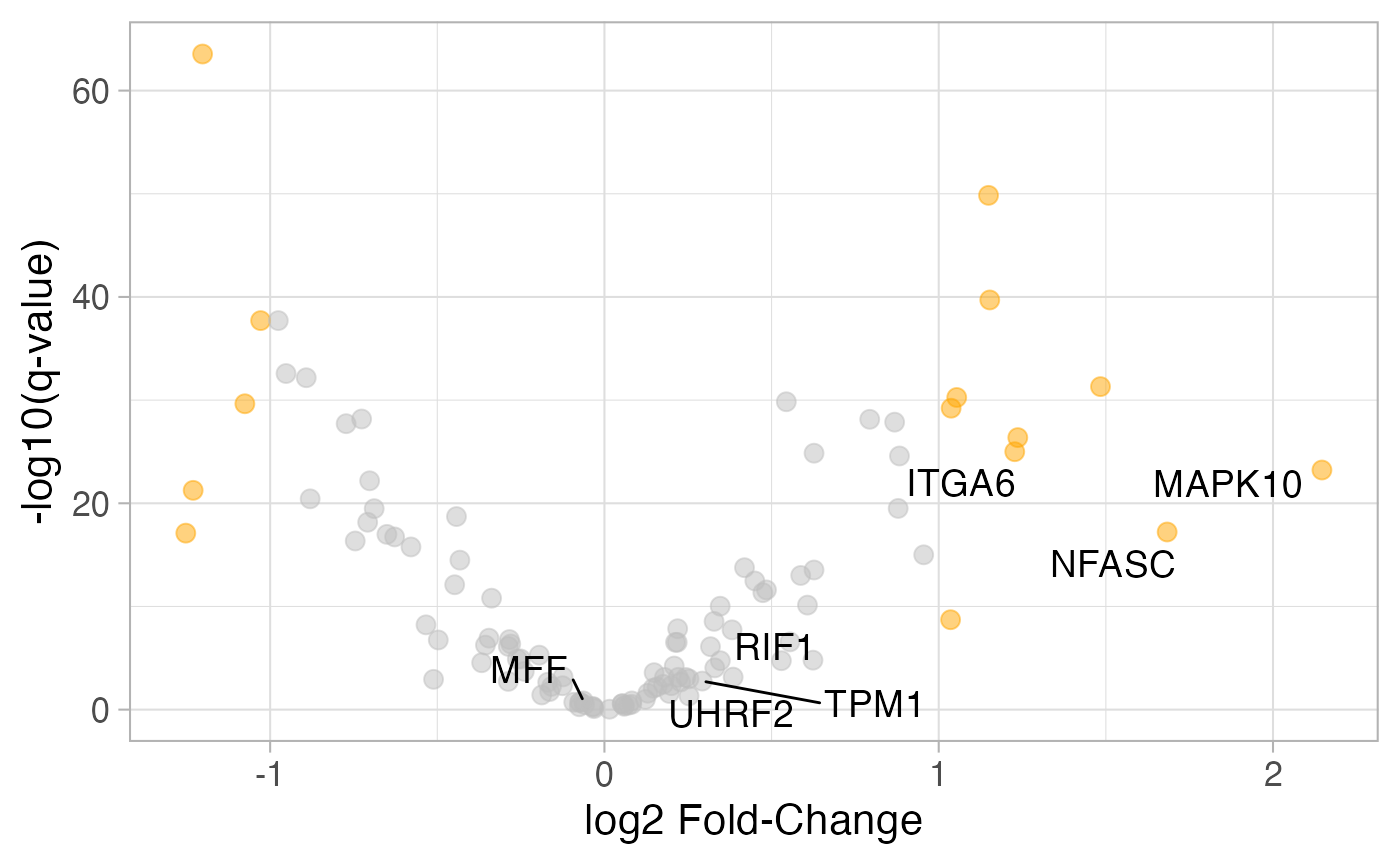 60
40
20
0
-log10(q-value)
ITGA6
MAPK10
NFASC
RIF1
MFF
TPM1
UHRF2
-1
0
1
2
log2 Fold-Change